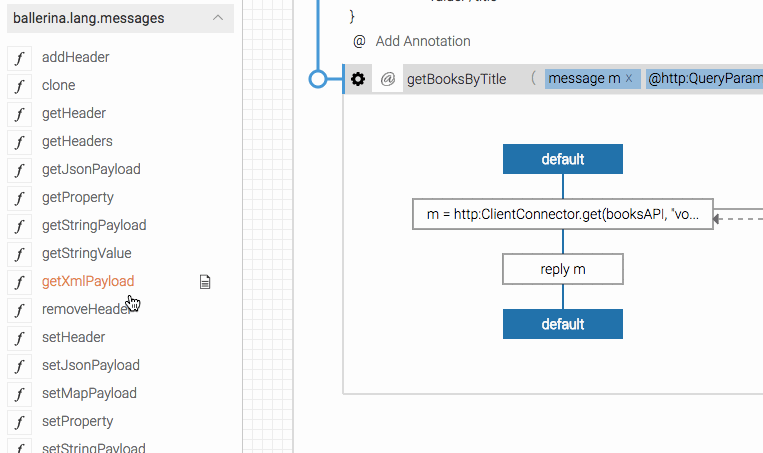 ballerina.lang.messages
f addHeader
f clone
f getHeader
f getHeaders
f getJsonPayload
f getProperty
f getStringPayload
f getStringValue
f getXmlPayload
f removeHeader
f setHeader
f setJsonPayload
f setMapPayload
f setProperty
f setStringPayload
}
@ Add Annotation
@ getBooksByTitle ( message m x @http:QueryParam
default
m = http:ClientConnector.get(booksAPI, "vo...
reply m
default